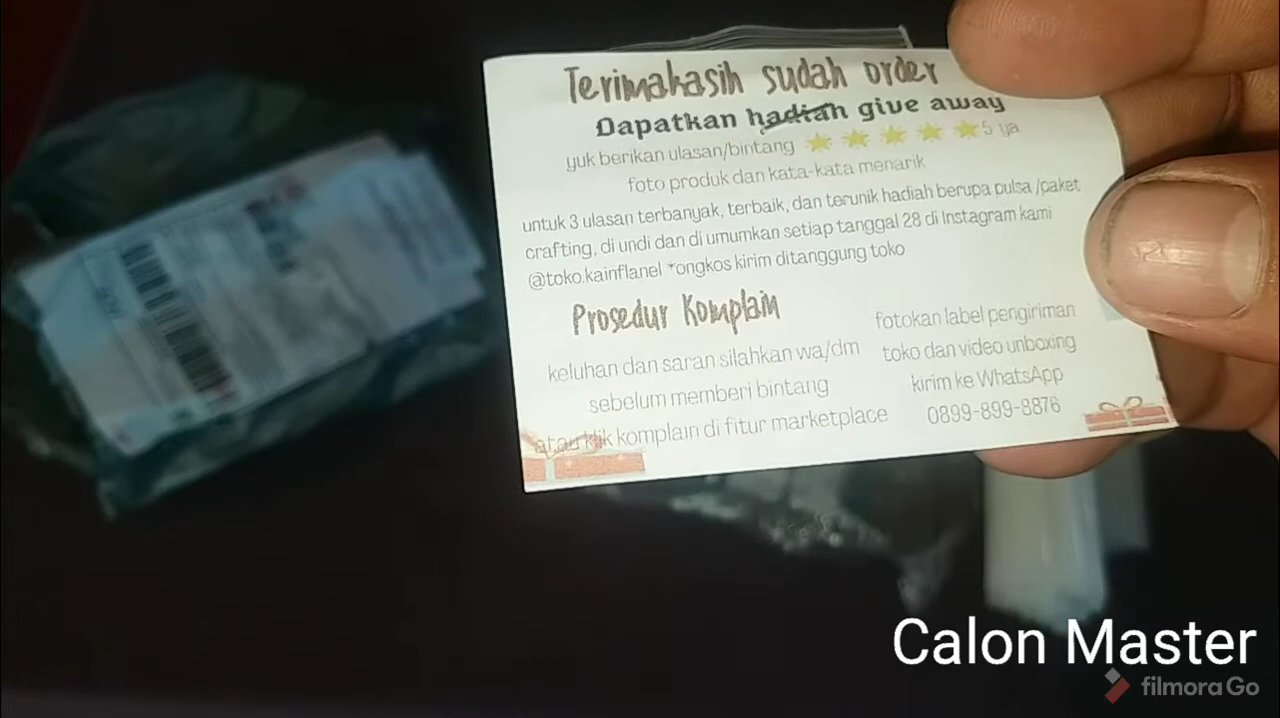 Terimakasih sudah order
Dapatkan hadiah give away
yuk berikan ulasan/bintang 5 ya
foto produk dan kata-kata menarik
untuk 3 ulasan terbanyak, terbaik, dan terunik hadiah berupa pulsa /paket
crafting, di undi dan di umumkan setiap tanggal 28 di Instagram kami
@toko.kainflanel *ongkos kirim ditanggung toko
Prosedur Komplain
keluhan dan saran silahkan wa/dm
sebelum memberi bintang
atau klik komplain di fitur marketplace
fotokan label pengiriman
toko dan video unboxing
kirim ke WhatsApp
0899-899-8876
Calon Master
filmoraGo